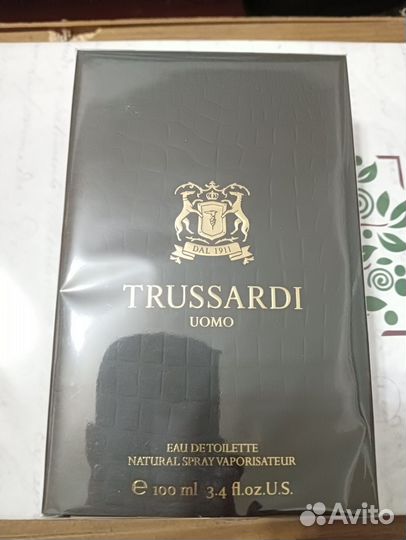 DAL 1911
TRUSSARDI
UOMO
EAU DE TOILETTE
NATURAL SPRAY VAPORISATEUR
℮ 100 ml 3.4 fl.oz.U.S.
Avito